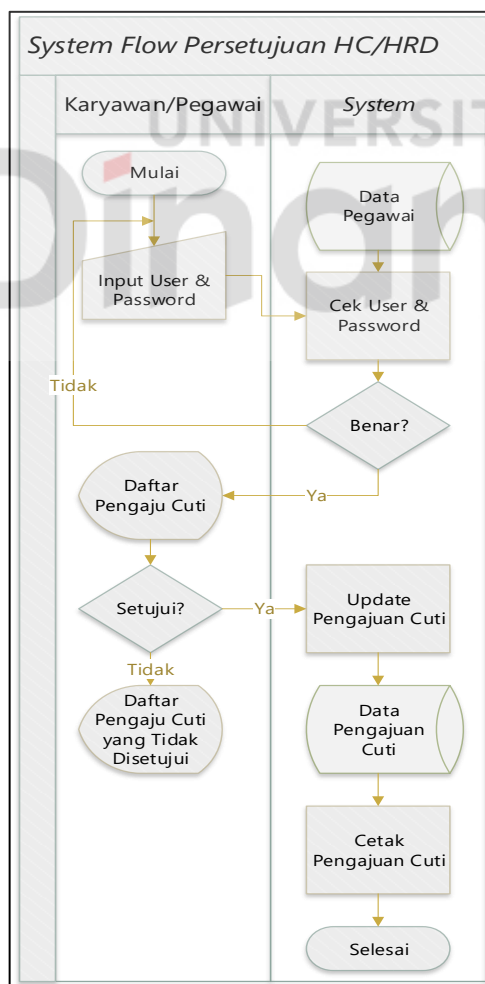 System Flow Persetujuan HC/HRD
Karyawan/Pegawai
System
UNIVERSIT
Dinam
Mulai
Data
Pegawai
Input User &
Password
Cek User &
Password
Tidak
Benar?
Ya
Daftar
Pengaju Cuti
Setujui?
Ya
Update
Pengajuan Cuti
Tidak
Daftar
Pengaju Cuti
yang Tidak
Disetujui
Data
Pengajuan
Cuti
Cetak
Pengajuan Cuti
Selesai